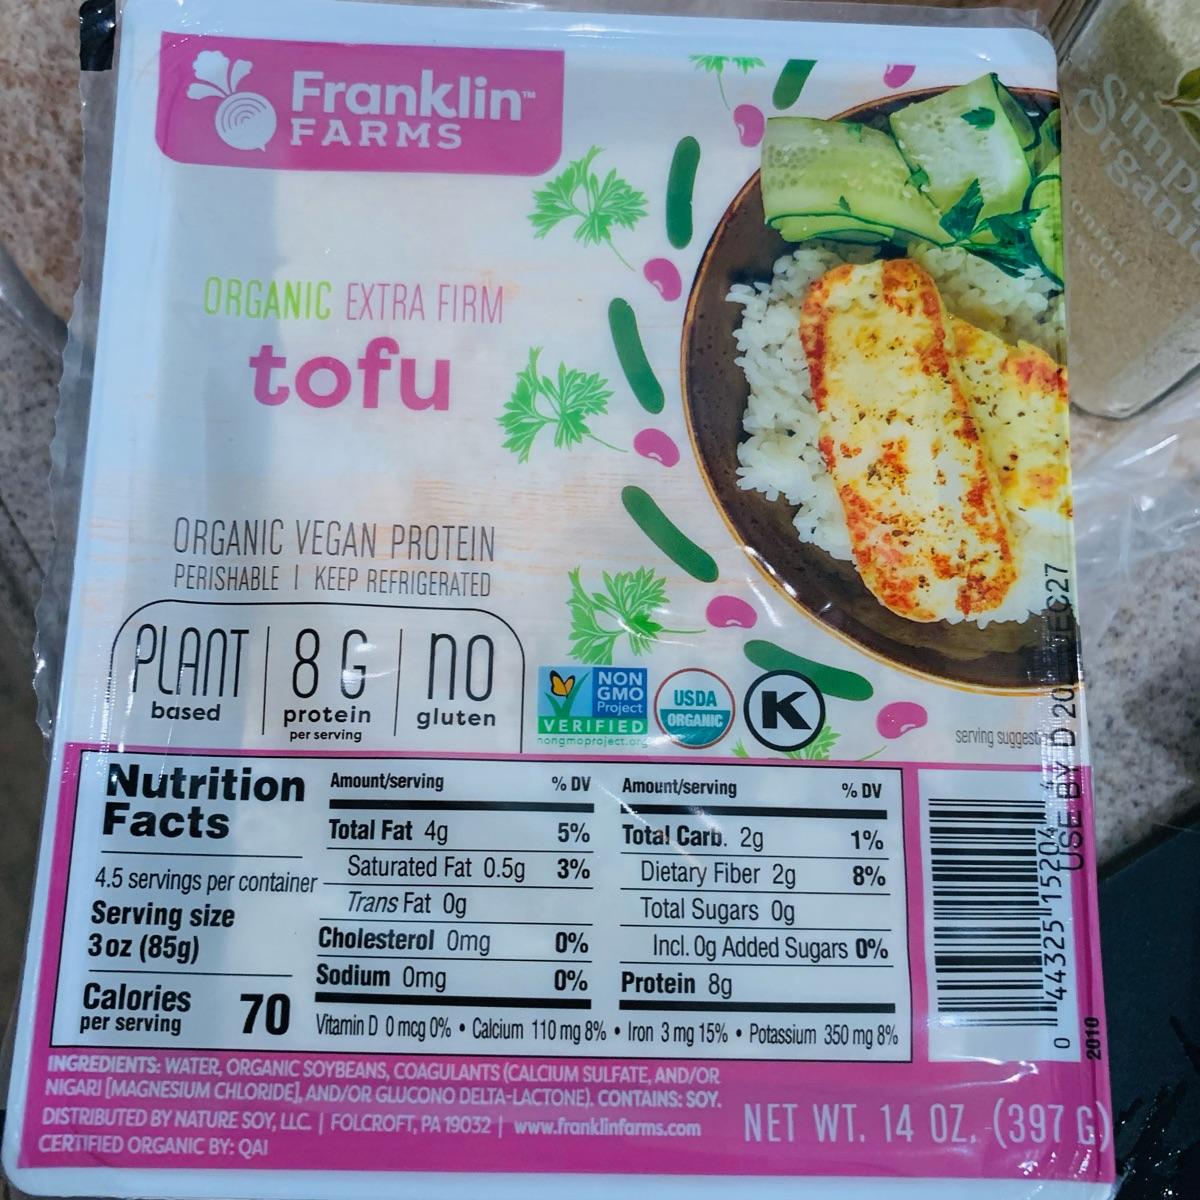 Franklin™
FARMS
ORGANIC EXTRA FIRM
tofu
ORGANIC VEGAN PROTEIN
PERISHABLE | KEEP REFRIGERATED
PLANT
based
8 G
protein
per serving
NO
gluten
NON
GMO
Project
VERIFIED
nongmoproject.org
USDA
ORGANIC
K
serving suggest
USE BY D 20 EC27
Nutrition
Facts
4.5 servings per container
Serving size
3 oz (85g)
Calories
per serving
70
Amount/serving % DV
Total Fat 4g 5%
Saturated Fat 0.5g 3%
Trans Fat 0g
Cholesterol 0mg 0%
Sodium 0mg 0%
Amount/serving % DV
Total Carb. 2g 1%
Dietary Fiber 2g 8%
Total Sugars 0g
Incl. 0g Added Sugars 0%
Protein 8g
Vitamin D 0 mcg 0% • Calcium 110 mg 8% • Iron 3 mg 15% • Potassium 350 mg 8%
0 44325 15204
2010
INGREDIENTS: WATER, ORGANIC SOYBEANS, COAGULANTS (CALCIUM SULFATE, AND/OR
NIGARI [MAGNESIUM CHLORIDE], AND/OR GLUCONO DELTA-LACTONE). CONTAINS: SOY.
DISTRIBUTED BY NATURE SOY, LLC. | FOLCROFT, PA 19032 | www.franklinfarms.com
CERTIFIED ORGANIC BY: QAI
NET WT. 14 OZ. (397 G)